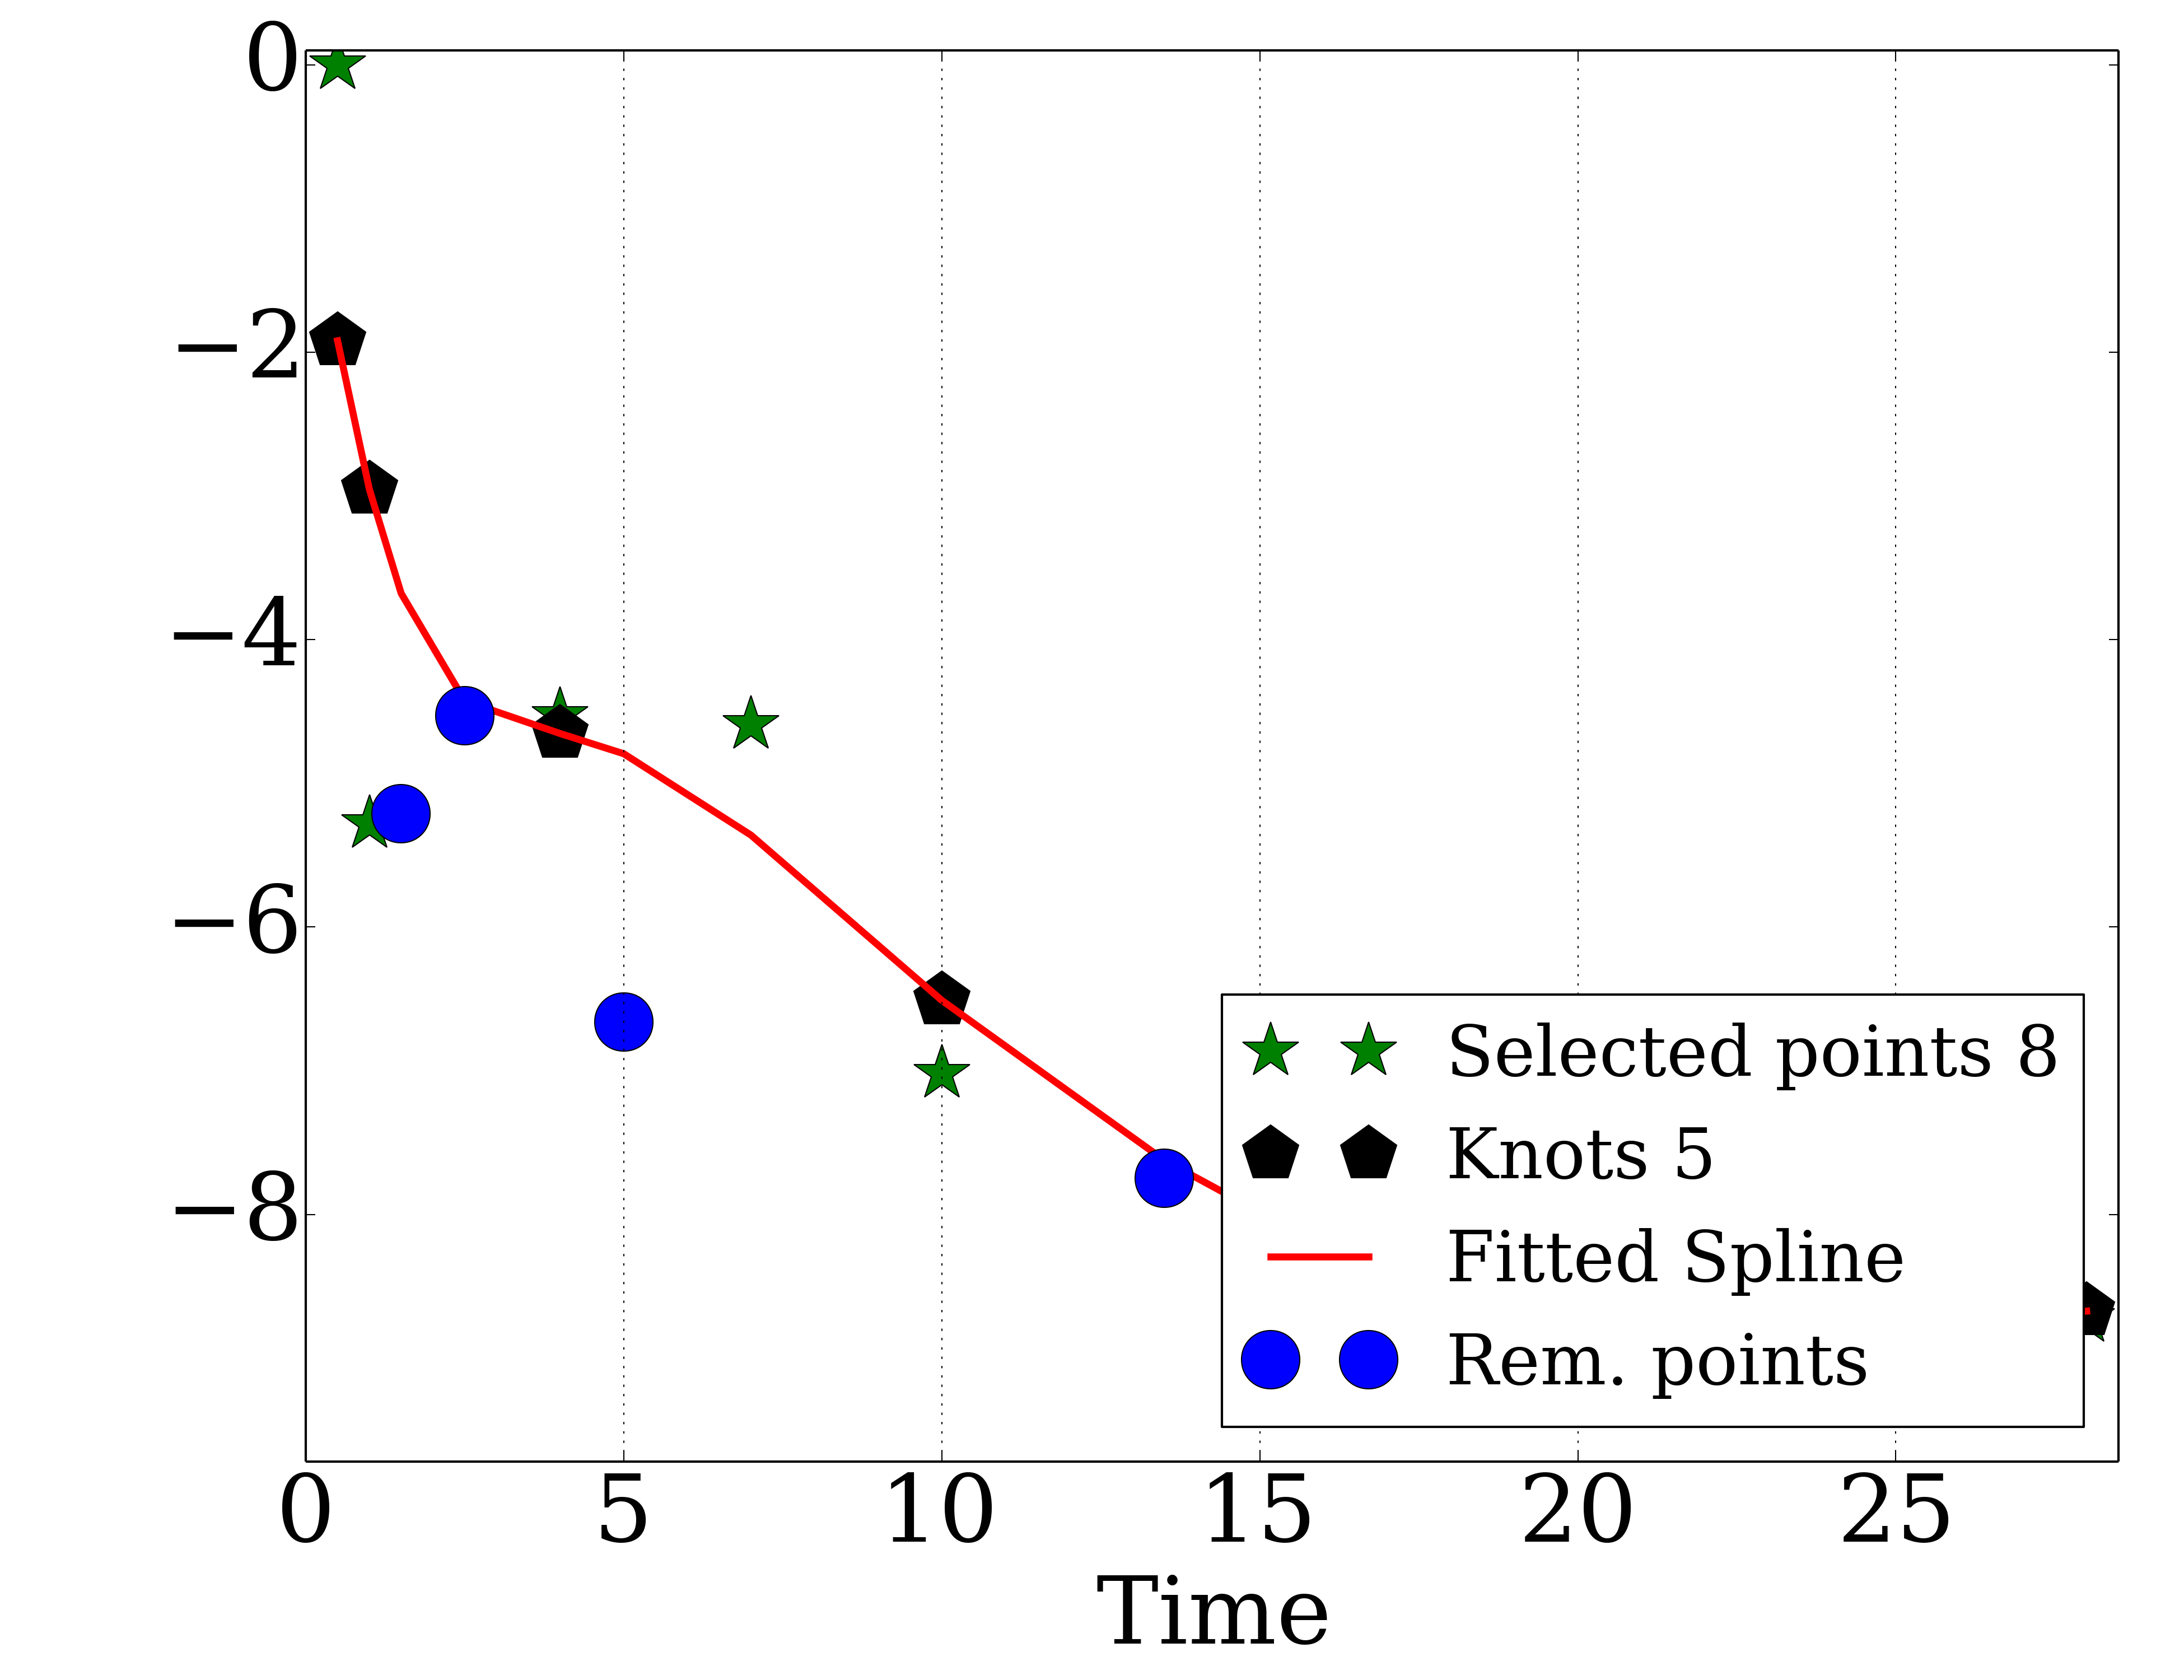 0
−2
−4
−6
−8
Selected points 8
Knots 5
Fitted Spline
Rem. points
0 5 10 15 20 25
Time